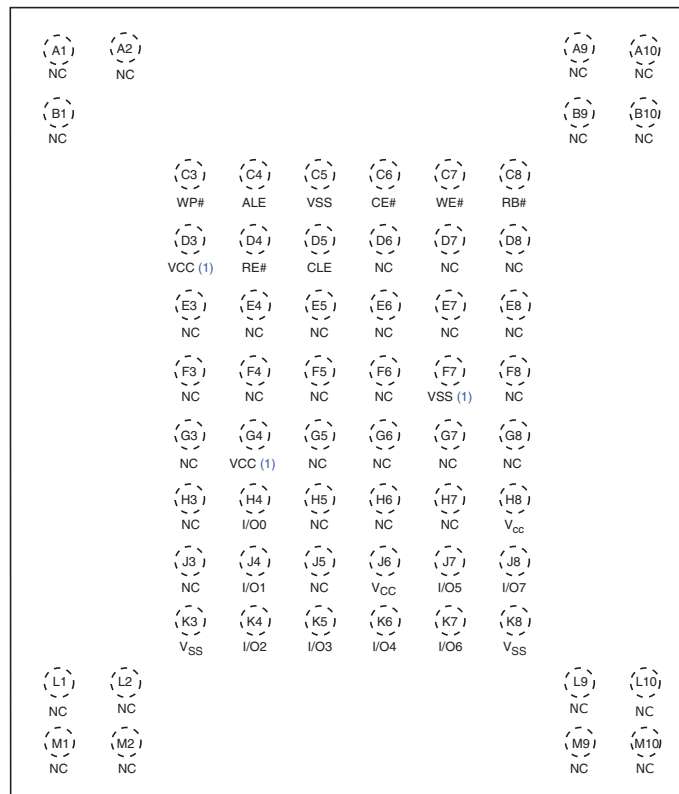 A1 A2 A9 A10
NC NC NC NC
B1 B9 B10
NC NC NC
C3 C4 C5 C6 C7 C8
WP# ALE VSS CE# WE# RB#
D3 D4 D5 D6 D7 D8
VCC (1) RE# CLE NC NC NC
E3 E4 E5 E6 E7 E8
NC NC NC NC NC NC
F3 F4 F5 F6 F7 F8
NC NC NC NC VSS (1) NC
G3 G4 G5 G6 G7 G8
NC VCC (1) NC NC NC NC
H3 H4 H5 H6 H7 H8
NC I/O0 NC NC NC Vcc
J3 J4 J5 J6 J7 J8
NC I/O1 NC VCC I/O5 I/O7
K3 K4 K5 K6 K7 K8
VSS I/O2 I/O3 I/O4 I/O6 VSS
L1 L2 L9 L10
NC NC NC NC
M1 M2 M9 M10
NC NC NC NC